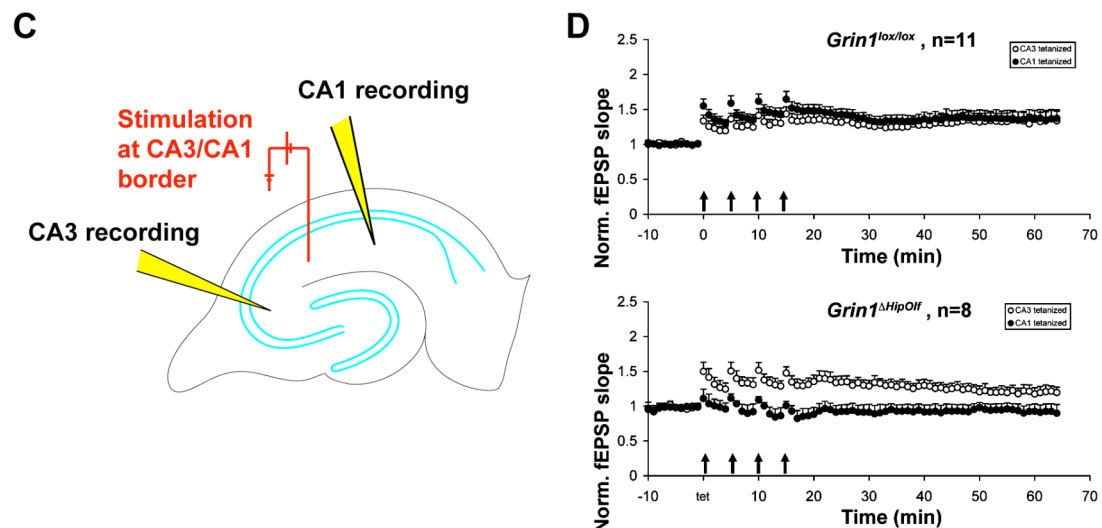 C
CA1 recording
Stimulation
at CA3/CA1
border
CA3 recording
D
Grin1lox/lox , n=11
CA3 tetanized
CA1 tetanized
Norm. fEPSP slope
2.5
2
1.5
1
0.5
0
-10 0 10 20 30 40 50 60 70
Time (min)
Grin1ΔHipOlf , n=8
CA3 tetanized
CA1 tetanized
Norm. fEPSP slope
2.5
2
1.5
1
0.5
0
-10 tet 10 20 30 40 50 60 70
Time (min)